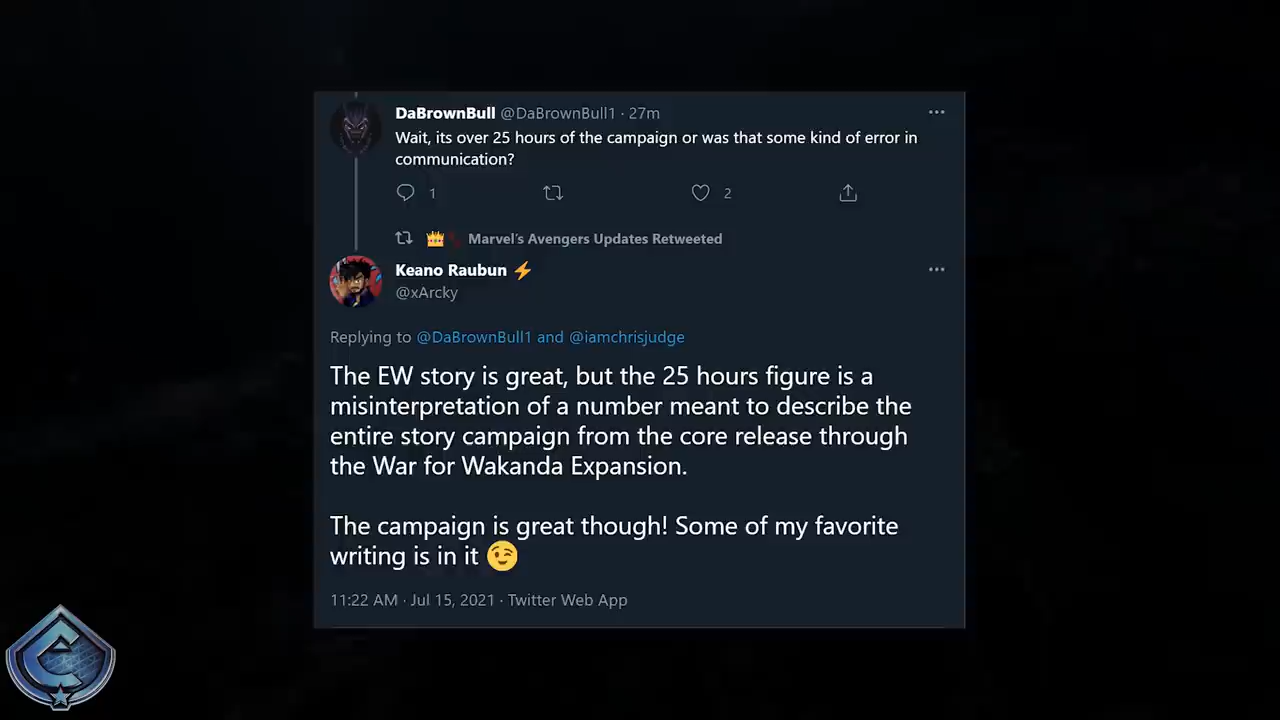 DaBrownBull @DaBrownBull1 · 27m
Wait, its over 25 hours of the campaign or was that some kind of error in
communication?
1 2
Marvel's Avengers Updates Retweeted
Keano Raubun ⚡
@xArcky
Replying to @DaBrownBull1 and @iamchrisjudge
The EW story is great, but the 25 hours figure is a
misinterpretation of a number meant to describe the
entire story campaign from the core release through
the War for Wakanda Expansion.
The campaign is great though! Some of my favorite
writing is in it 😉
11:22 AM · Jul 15, 2021 · Twitter Web App